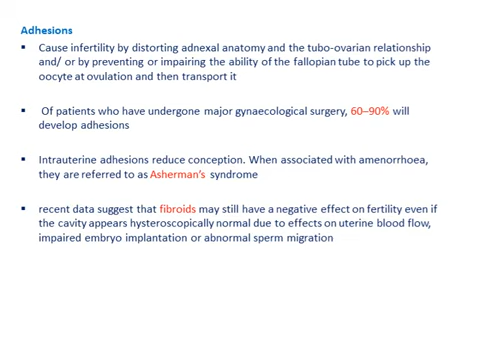 Adhesions
▪ Cause infertility by distorting adnexal anatomy and the tubo-ovarian relationship
and/ or by preventing or impairing the ability of the fallopian tube to pick up the
oocyte at ovulation and then transport it
▪ Of patients who have undergone major gynaecological surgery, 60–90% will
develop adhesions
▪ Intrauterine adhesions reduce conception. When associated with amenorrhoea,
they are referred to as Asherman's syndrome
▪ recent data suggest that fibroids may still have a negative effect on fertility even if
the cavity appears hysteroscopically normal due to effects on uterine blood flow,
impaired embryo implantation or abnormal sperm migration